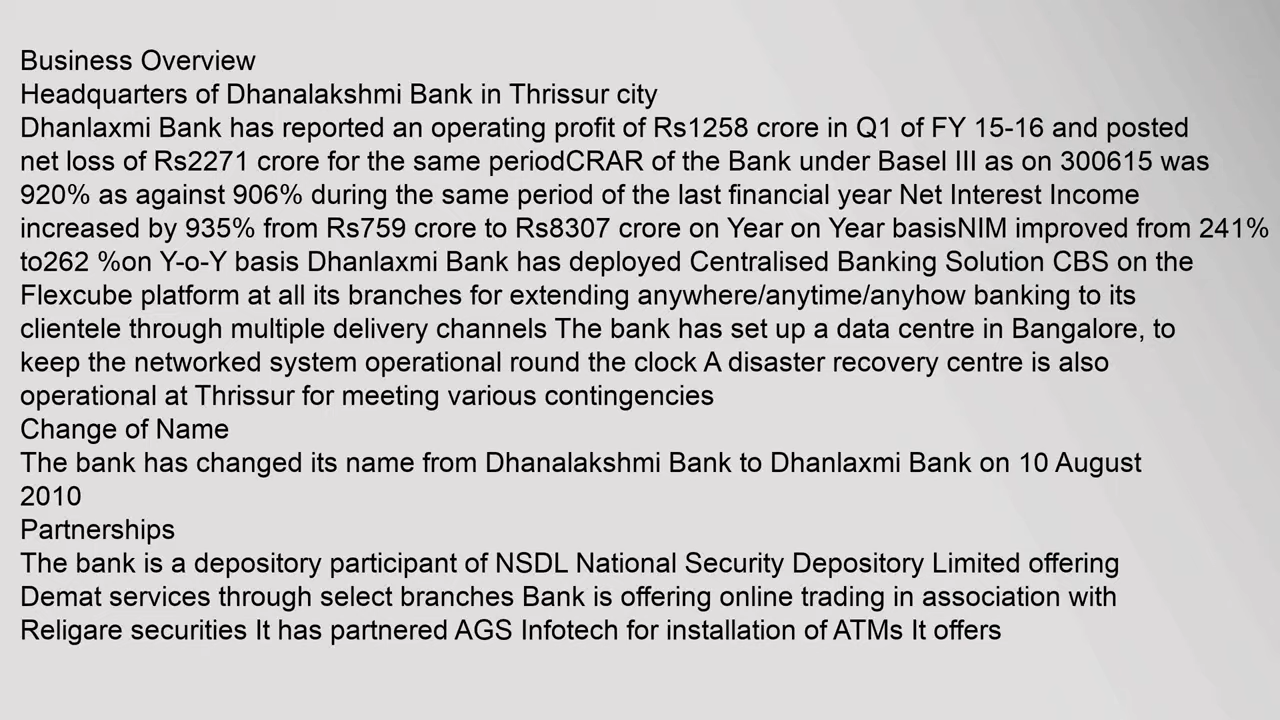 Business Overview
Headquarters of Dhanalakshmi Bank in Thrissur city
Dhanlaxmi Bank has reported an operating profit of Rs1258 crore in Q1 of FY 15-16 and posted
net loss of Rs2271 crore for the same periodCRAR of the Bank under Basel III as on 300615 was
920% as against 906% during the same period of the last financial year Net Interest Income
increased by 935% from Rs759 crore to Rs8307 crore on Year on Year basisNIM improved from 241%
to262 %on Y-o-Y basis Dhanlaxmi Bank has deployed Centralised Banking Solution CBS on the
Flexcube platform at all its branches for extending anywhere/anytime/anyhow banking to its
clientele through multiple delivery channels The bank has set up a data centre in Bangalore, to
keep the networked system operational round the clock A disaster recovery centre is also
operational at Thrissur for meeting various contingencies
Change of Name
The bank has changed its name from Dhanalakshmi Bank to Dhanlaxmi Bank on 10 August
2010
Partnerships
The bank is a depository participant of NSDL National Security Depository Limited offering
Demat services through select branches Bank is offering online trading in association with
Religare securities It has partnered AGS Infotech for installation of ATMs It offers